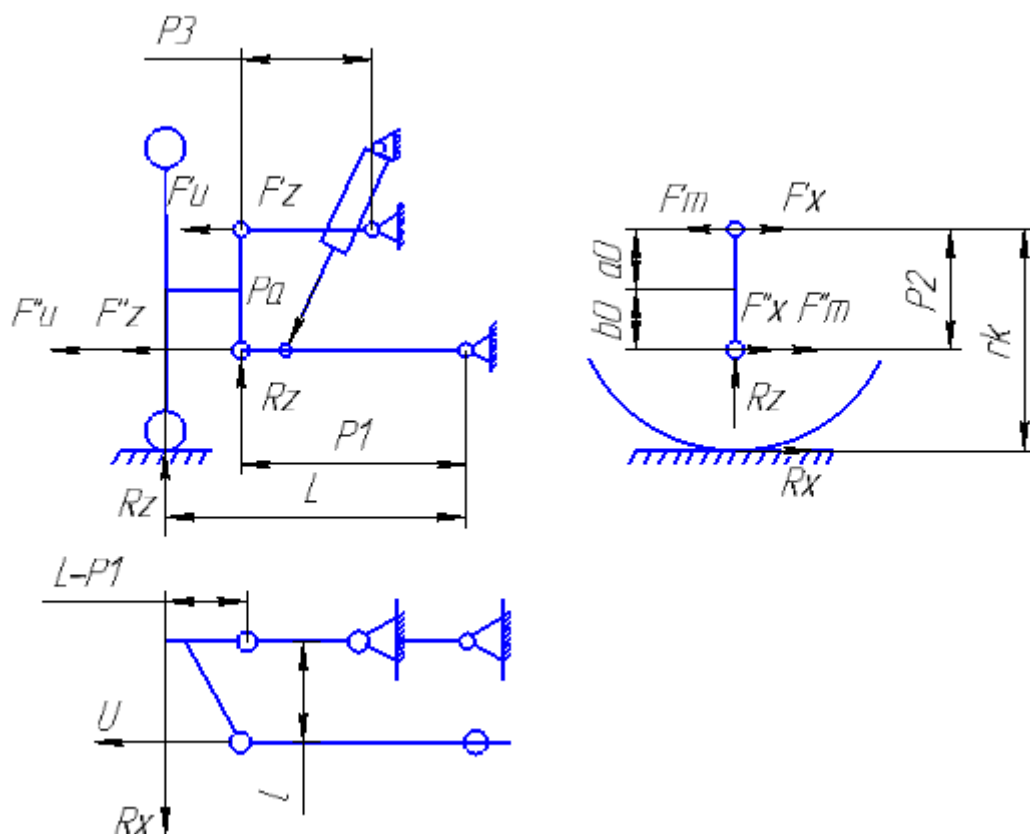 P3
F'u F'z
Pa
F''u F''z
Rz
P1
L
Rz
F'm F'x
a0
b0
P2
rk
F''x F''m
Rz
Rx
L-P1
U
l
Rx